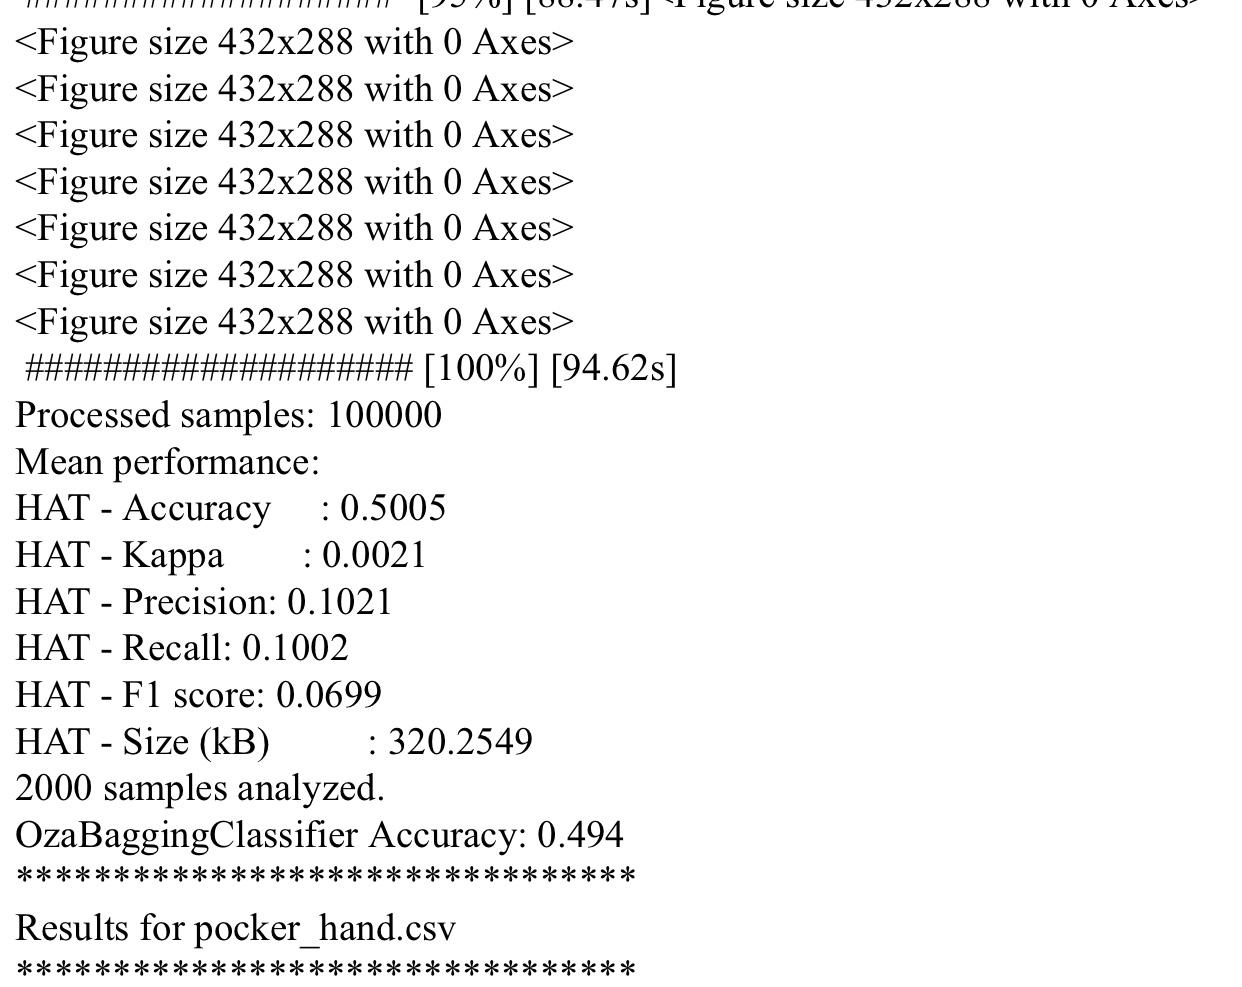 #################### [95%] [88.47s] <Figure size 432x288 with 0 Axes>
<Figure size 432x288 with 0 Axes>
<Figure size 432x288 with 0 Axes>
<Figure size 432x288 with 0 Axes>
<Figure size 432x288 with 0 Axes>
<Figure size 432x288 with 0 Axes>
<Figure size 432x288 with 0 Axes>
<Figure size 432x288 with 0 Axes>
#################### [100%] [94.62s]
Processed samples: 100000
Mean performance:
HAT - Accuracy     : 0.5005
HAT - Kappa        : 0.0021
HAT - Precision: 0.1021
HAT - Recall: 0.1002
HAT - F1 score: 0.0699
HAT - Size (kB)          : 320.2549
2000 samples analyzed.
OzaBaggingClassifier Accuracy: 0.494
********************************
Results for pocker_hand.csv
********************************